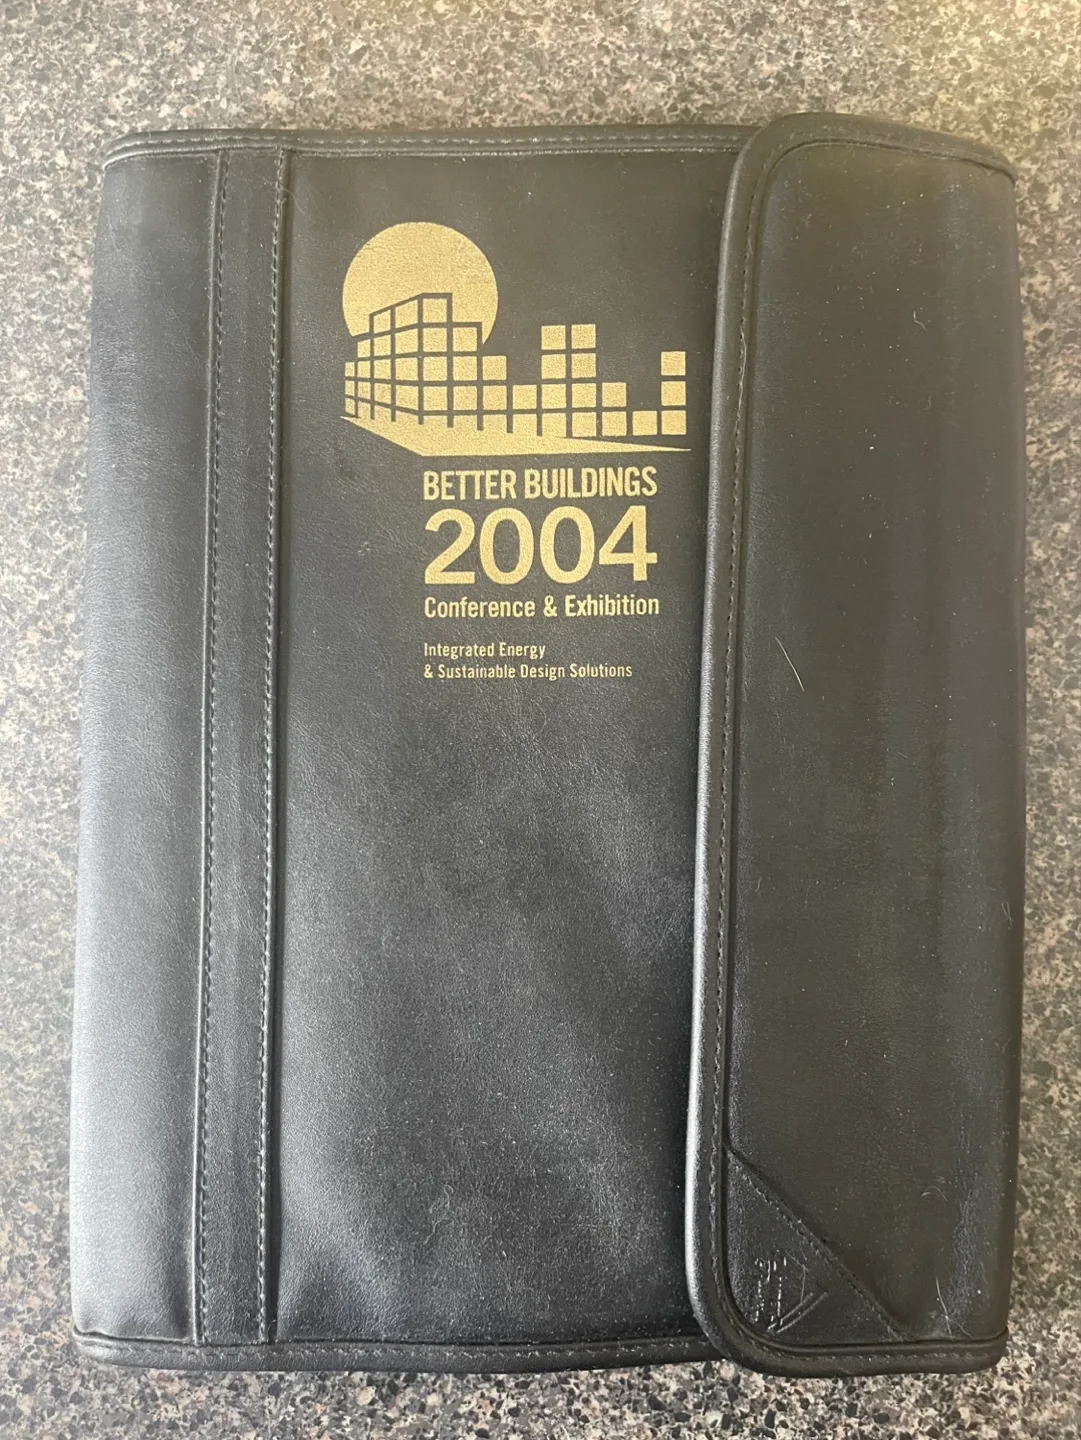 BETTER BUILDINGS
2004
Conference & Exhibition
Integrated Energy
& Sustainable Design Solutions